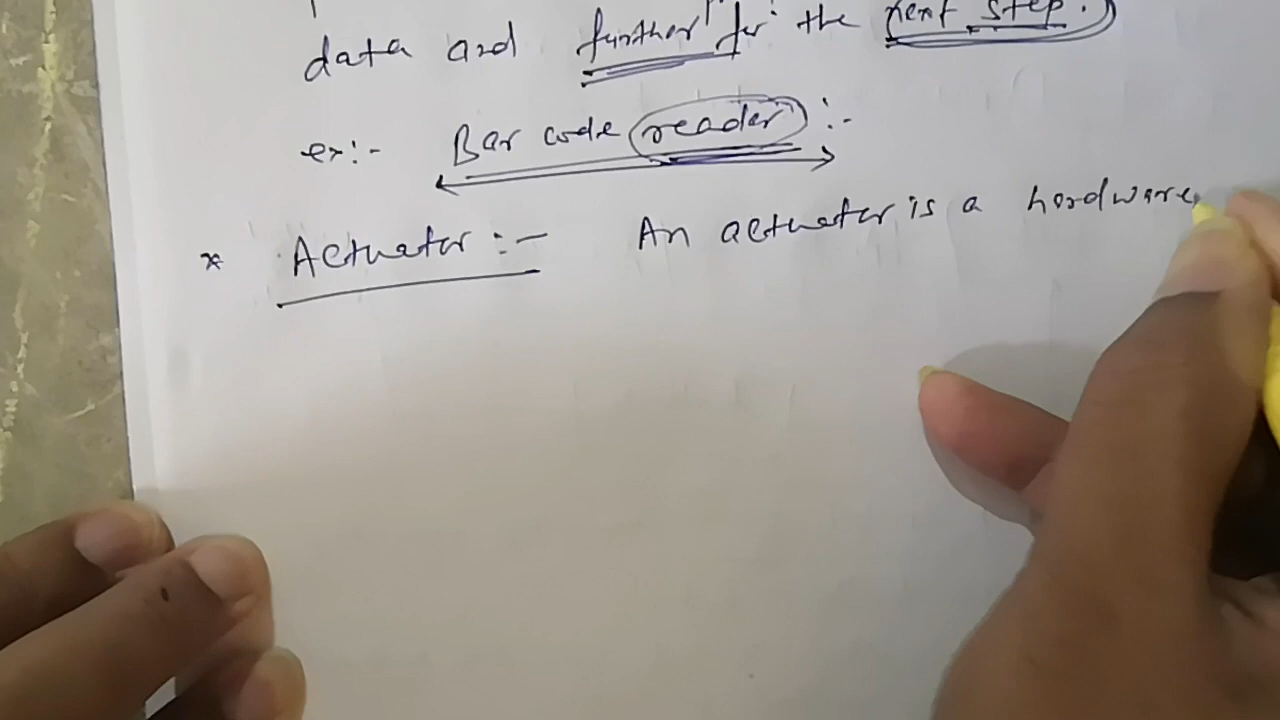 data and further for the next step.
ex:- Bar code reader :-
* Actuator :- An actuator is a hardware